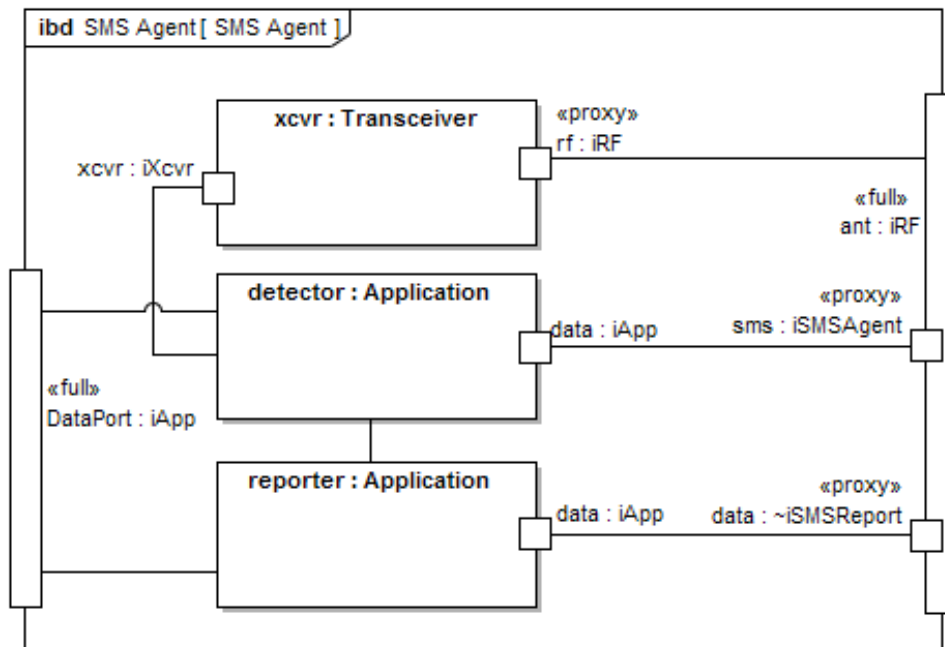 ibd SMS Agent [ SMS Agent ]
xcvr : Transceiver
«proxy»
rf : iRF
xcvr : iXcvr
«full»
ant : iRF
detector : Application
«proxy»
data : iApp
sms : iSMSAgent
«full»
DataPort : iApp
reporter : Application
«proxy»
data : iApp
data : ~iSMSReport